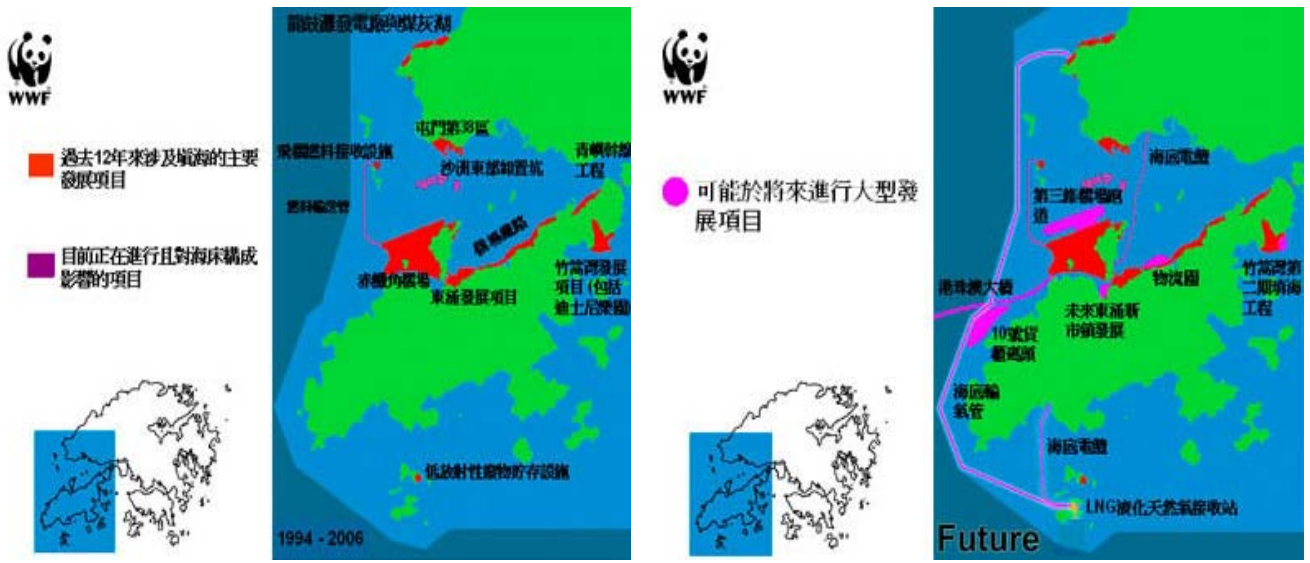 龍鼓灘發電廠與煤灰湖
WWF
過去12年來涉及填海的主要
發展項目
目前正在進行且對海床構成
影響的項目
屯門第38區
飛機燃料接收設施
沙洲東部卸置坑
青嶼幹線
工程
燃料輸送管
機場鐵路
赤鱲角機場
東涌發展項目
竹篙灣發展
項目 (包括
迪士尼樂園)
低放射性廢物貯存設施
1994 - 2006
WWF
可能於將來進行大型發
展項目
海底電纜
第三條機場跑
道
港珠澳大橋
物流園
竹篙灣第
二期填海
工程
未來東涌新
市鎮發展
10號貨
櫃碼頭
海底輸
氣管
海底電纜
LNG液化天然氣接收站
Future